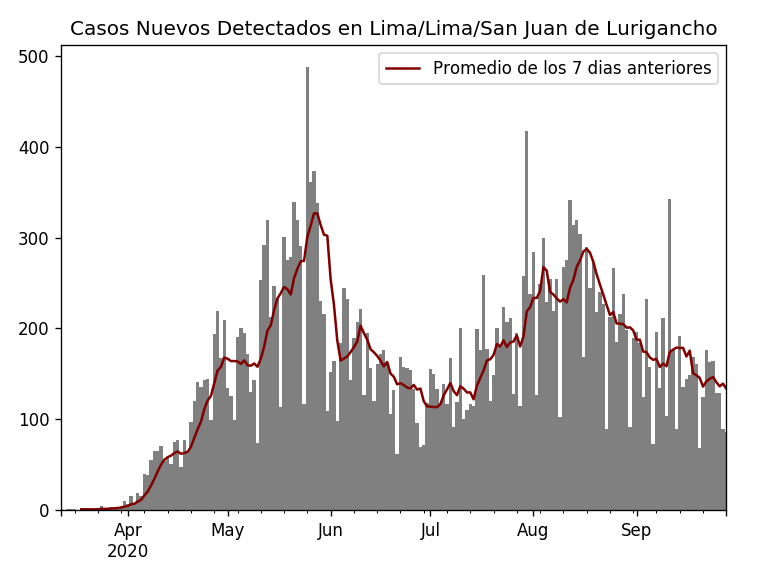 Casos Nuevos Detectados en Lima/Lima/San Juan de Lurigancho
Promedio de los 7 dias anteriores
500
400
300
200
100
0
Apr May Jun Jul Aug Sep
2020